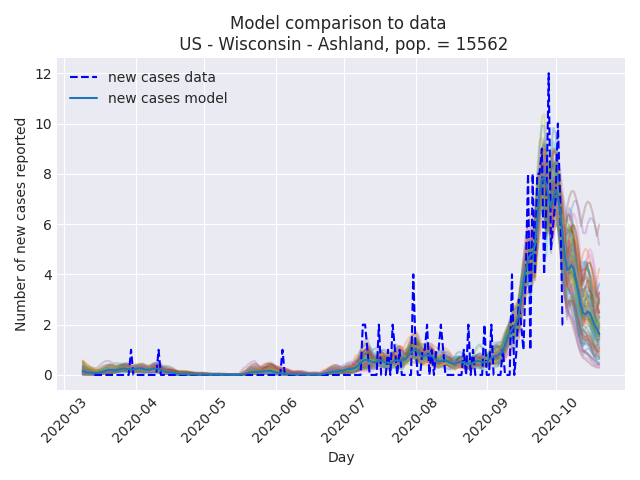 Model comparison to data
US - Wisconsin - Ashland, pop. = 15562
new cases data
new cases model
Number of new cases reported
12
10
8
6
4
2
0
2020-03
2020-04
2020-05
2020-06
2020-07
2020-08
2020-09
2020-10
Day